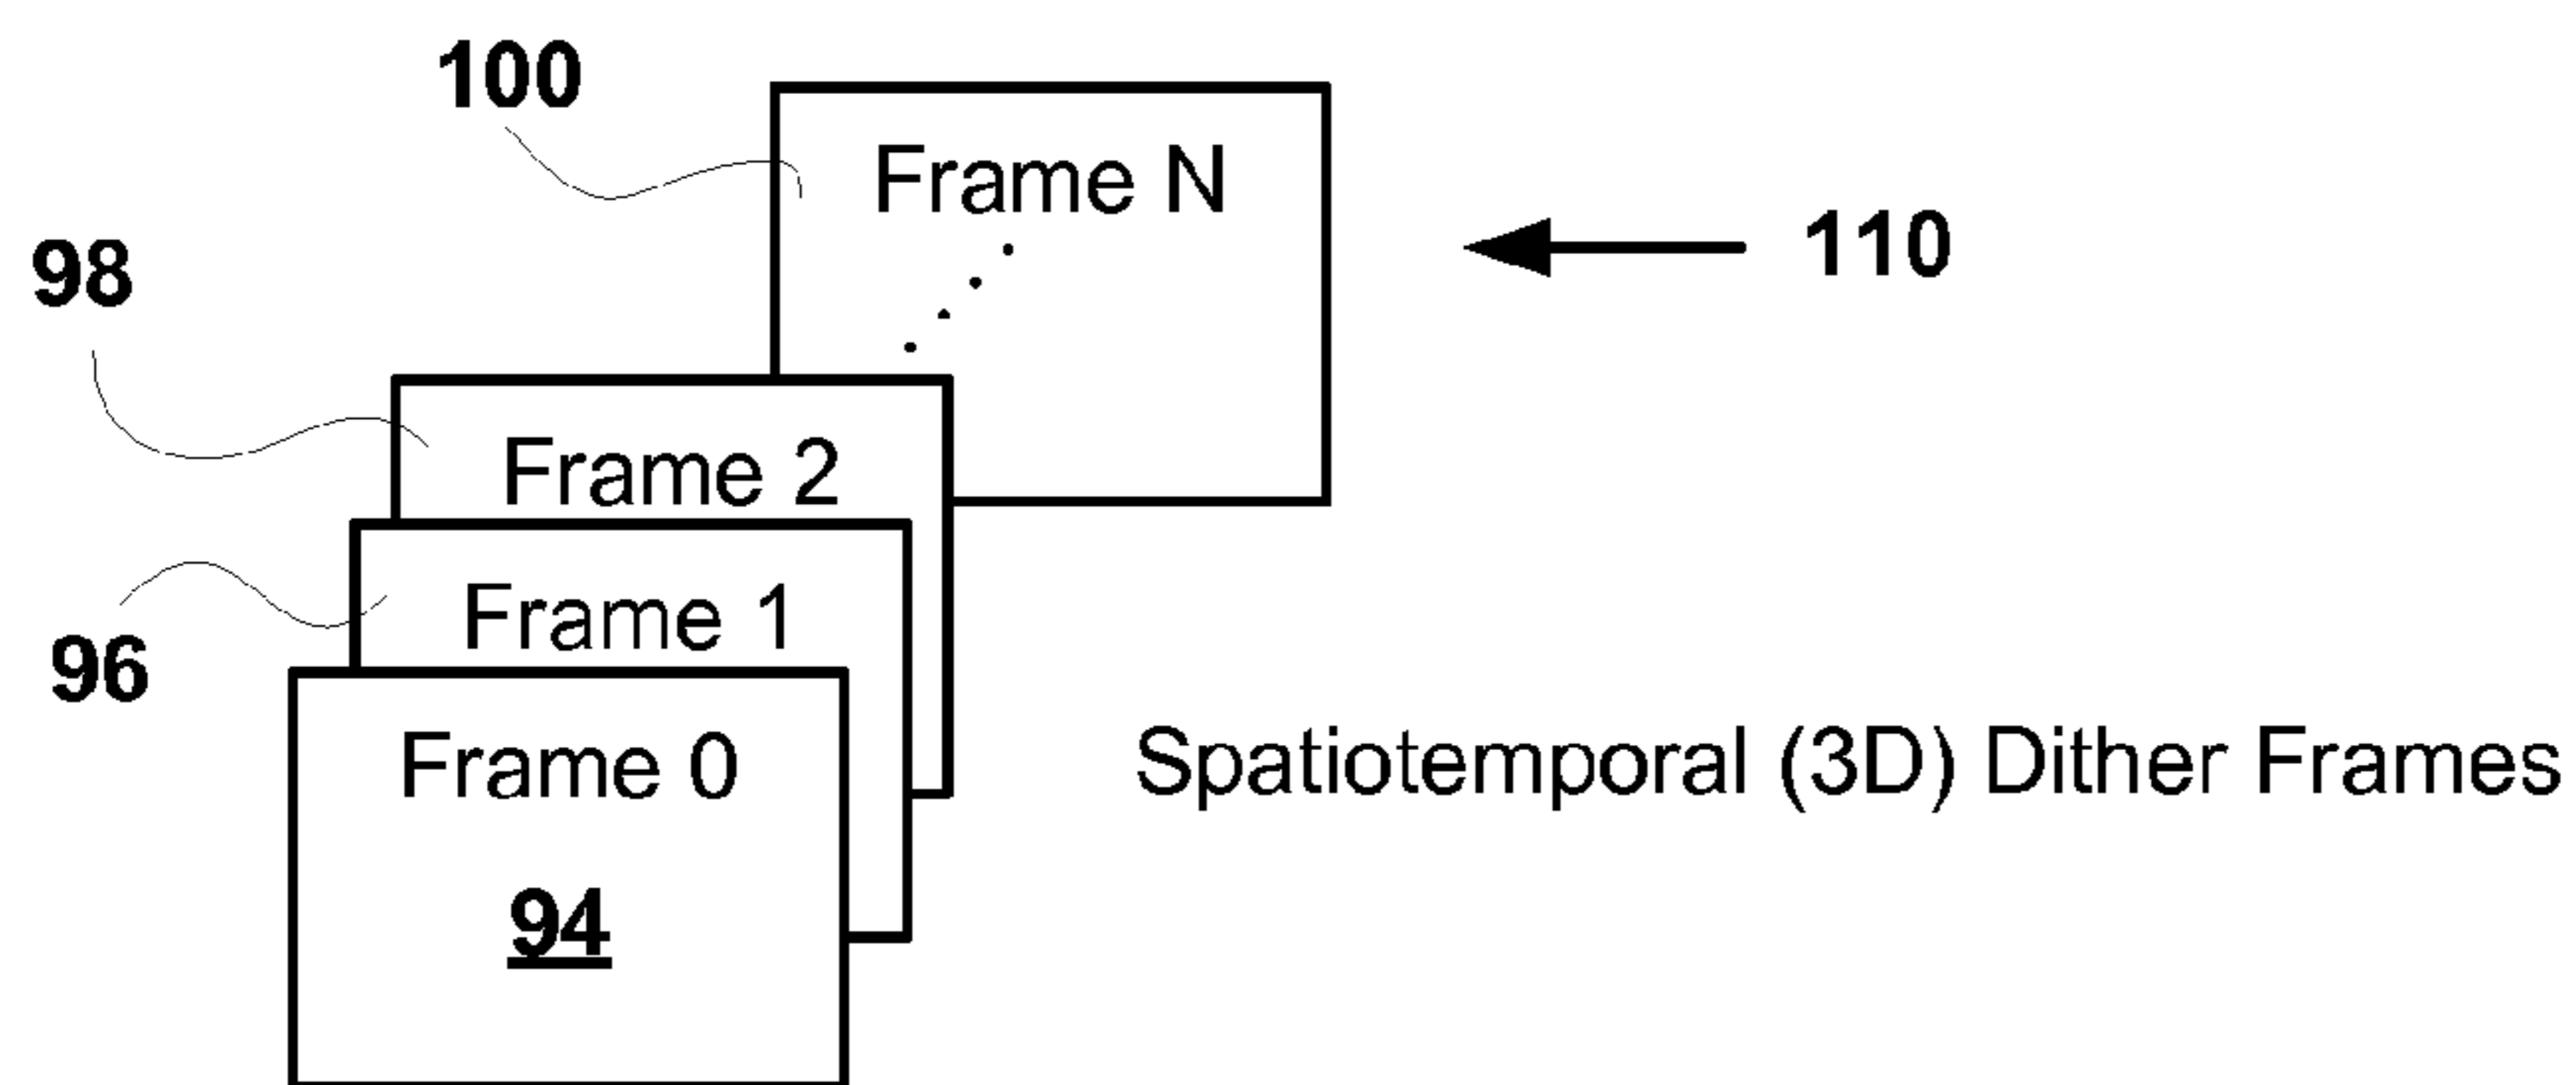 100
Frame N
110
98
Frame 2
Frame 1
96
Frame 0
Spatiotemporal (3D) Dither Frames
94